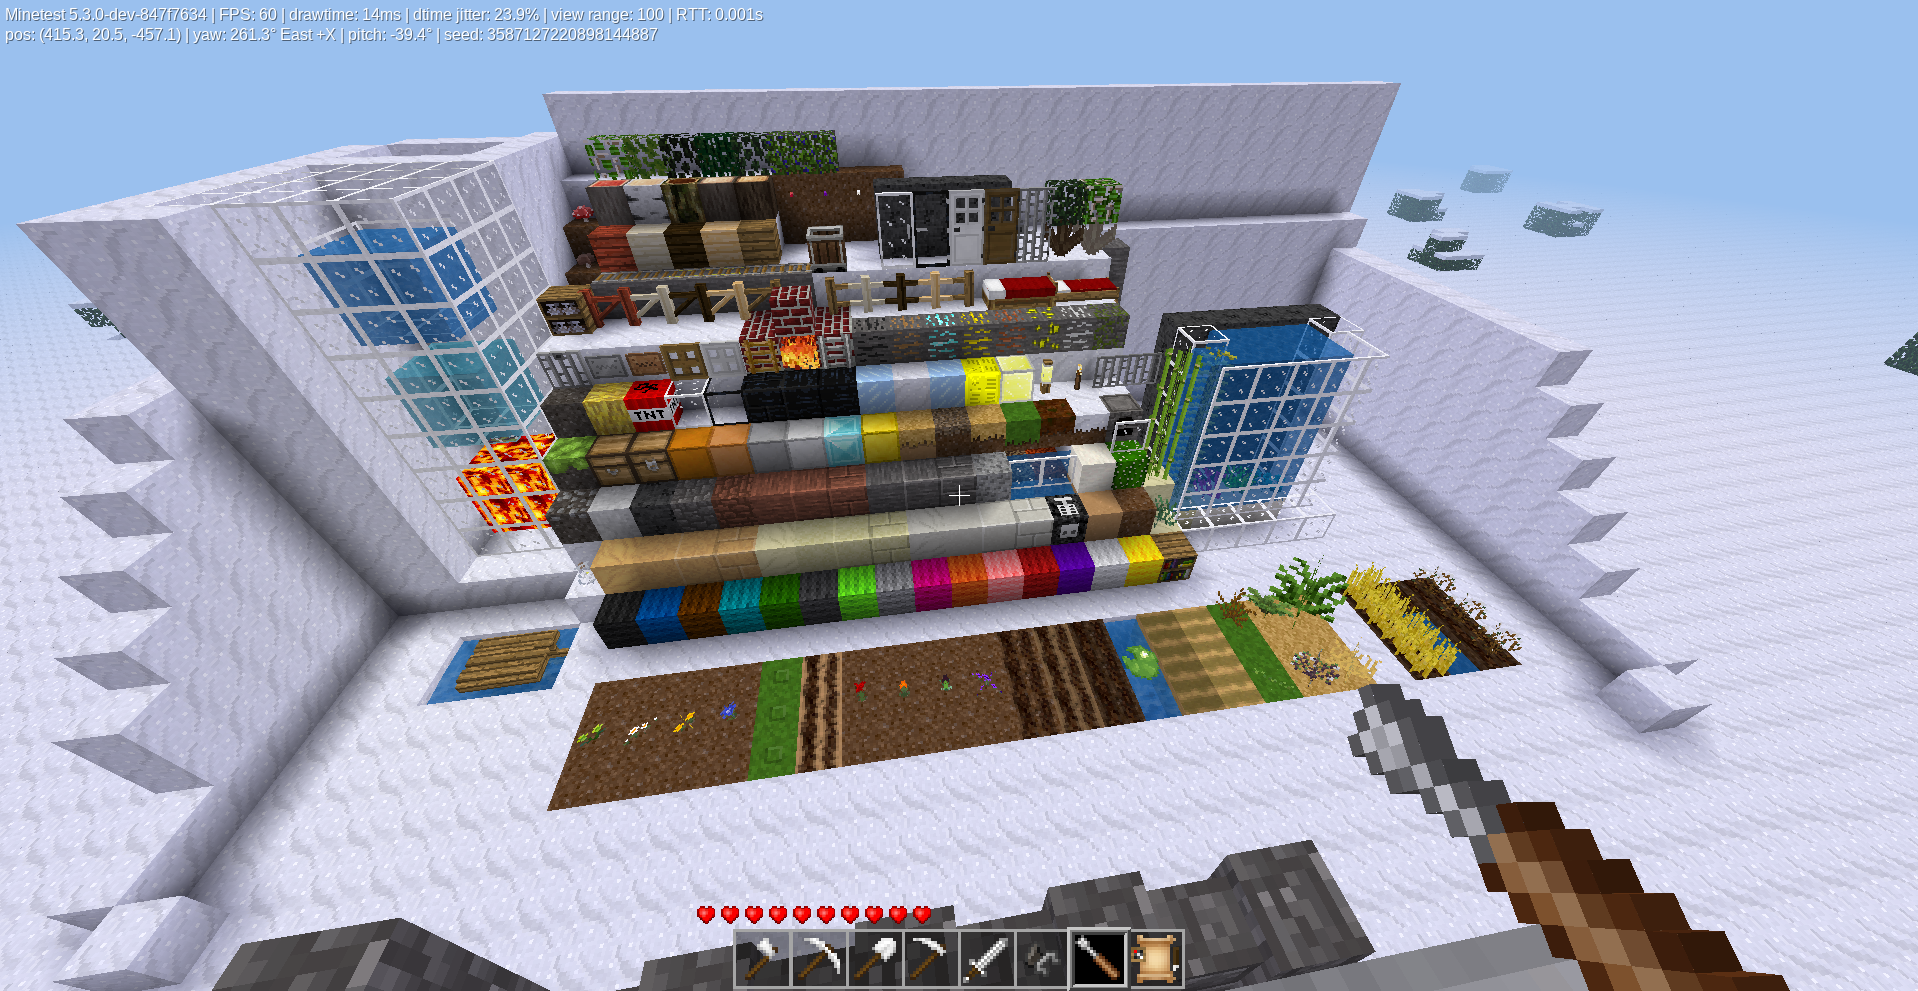 Minetest 5.3.0-dev-847f7634 | FPS: 60 | drawtime: 14ms | dtime jitter: 23.9% | view range: 100 | RTT: 0.001s
pos: (415.3, 20.5, -457.1) | yaw: 261.3° East +X | pitch: -39.4° | seed: 3587127220898144887
TNT